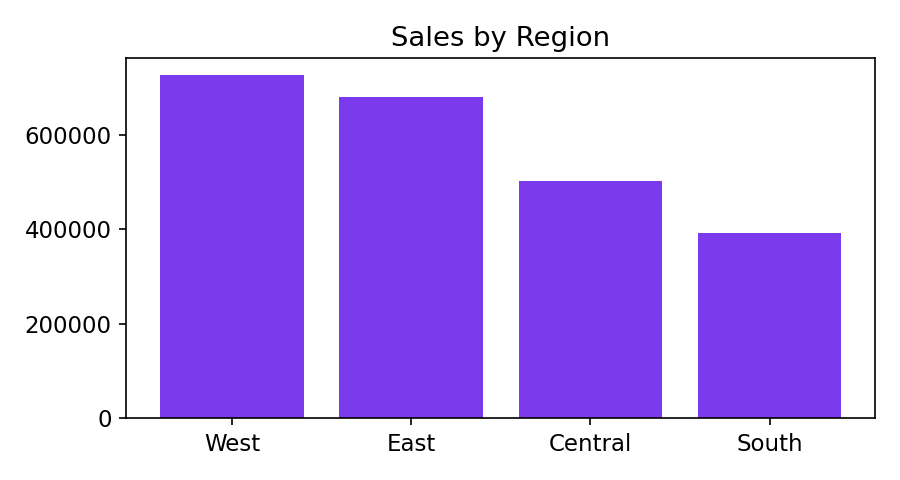 Sales by Region
600000
400000
200000
0
West East Central South